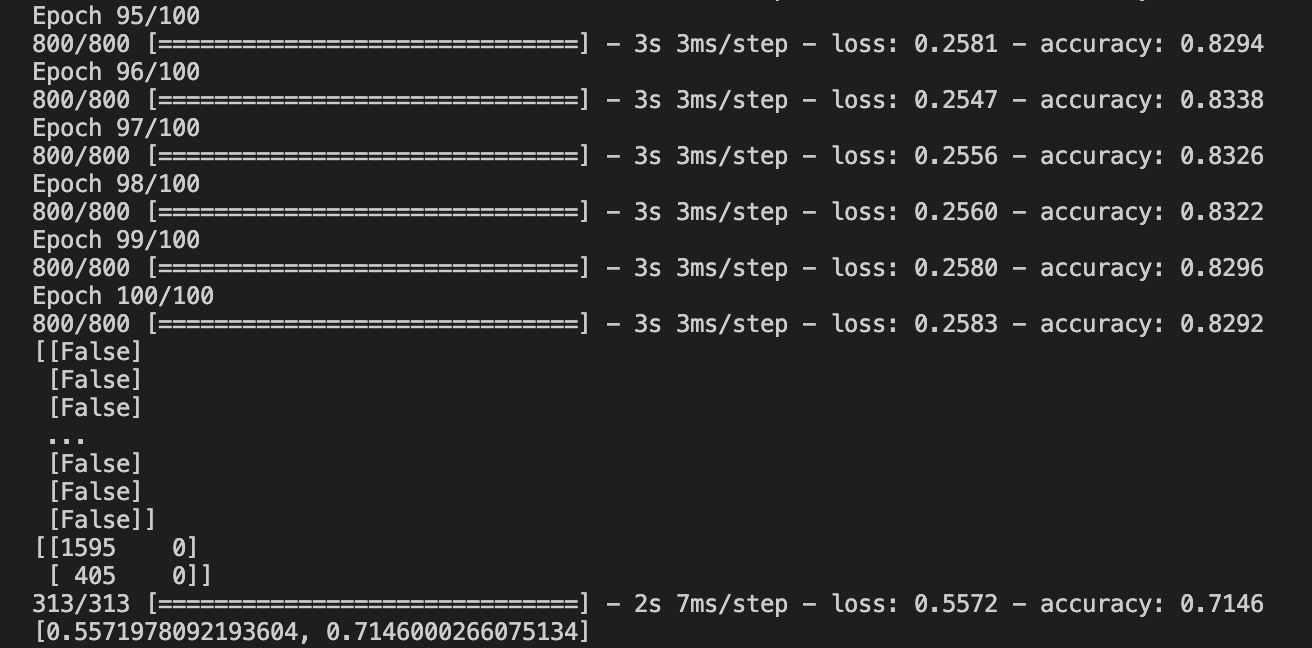 Epoch 95/100
800/800 [==============================] - 3s 3ms/step - loss: 0.2581 - accuracy: 0.8294
Epoch 96/100
800/800 [==============================] - 3s 3ms/step - loss: 0.2547 - accuracy: 0.8338
Epoch 97/100
800/800 [==============================] - 3s 3ms/step - loss: 0.2556 - accuracy: 0.8326
Epoch 98/100
800/800 [==============================] - 3s 3ms/step - loss: 0.2560 - accuracy: 0.8322
Epoch 99/100
800/800 [==============================] - 3s 3ms/step - loss: 0.2580 - accuracy: 0.8296
Epoch 100/100
800/800 [==============================] - 3s 3ms/step - loss: 0.2583 - accuracy: 0.8292
[[False]
 [False]
 [False]
 ...
 [False]
 [False]
 [False]]
[[1595    0]
 [ 405    0]]
313/313 [==============================] - 2s 7ms/step - loss: 0.5572 - accuracy: 0.7146
[0.5571978092193604, 0.7146000266075134]